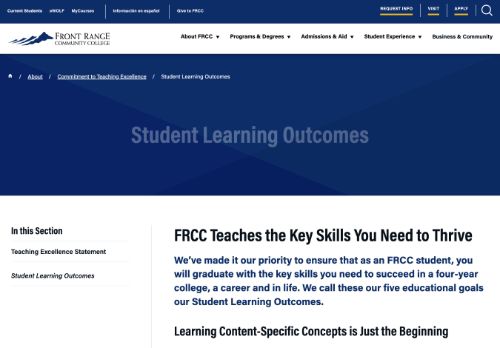 Current Students eWOLF MyCourses Información en español Give to FRCC REQUEST INFO VISIT APPLY
FRONT RANGE
COMMUNITY COLLEGE
About FRCC ▼ Programs & Degrees ▼ Admissions & Aid ▼ Student Experience ▼ Business & Community
/ About / Commitment to Teaching Excellence / Student Learning Outcomes
Student Learning Outcomes
In this Section
Teaching Excellence Statement
Student Learning Outcomes
FRCC Teaches the Key Skills You Need to Thrive
We've made it our priority to ensure that as an FRCC student, you
will graduate with the key skills you need to succeed in a four-year
college, a career and in life. We call these our five educational goals
our Student Learning Outcomes.
Learning Content-Specific Concepts is Just the Beginning